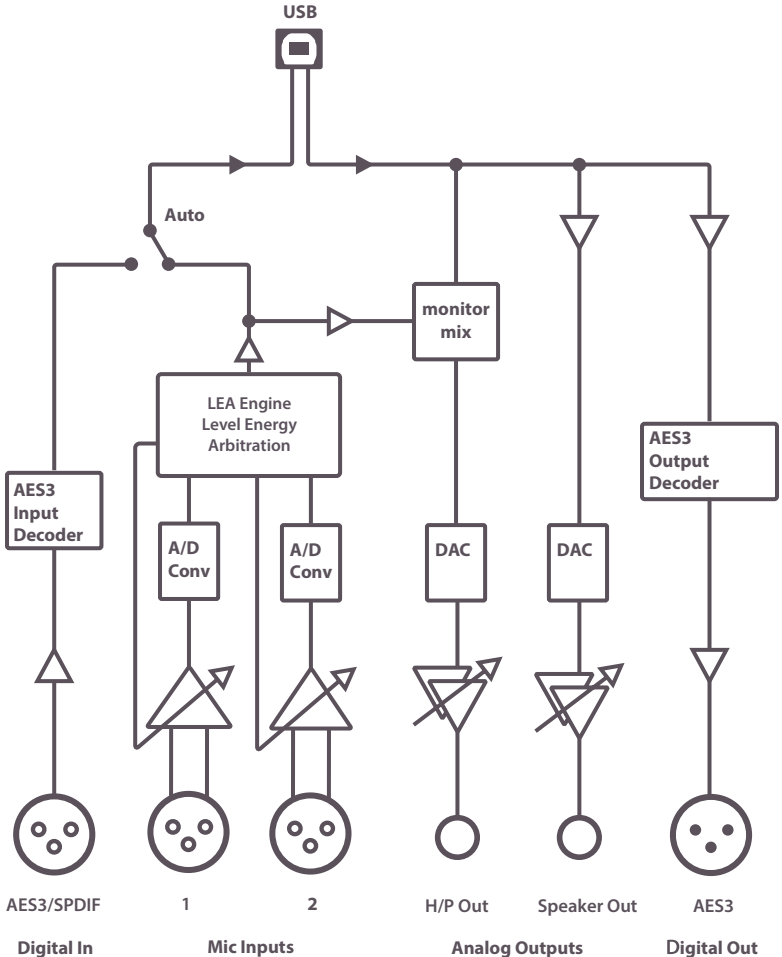 USB
Auto
monitor
mix
LEA Engine
Level Energy
Arbitration
AES3
Input
Decoder
A/D
Conv
A/D
Conv
DAC
DAC
AES3
Output
Decoder
AES3/SPDIF
1
2
H/P Out
Speaker Out
AES3
Digital In
Mic Inputs
Analog Outputs
Digital Out